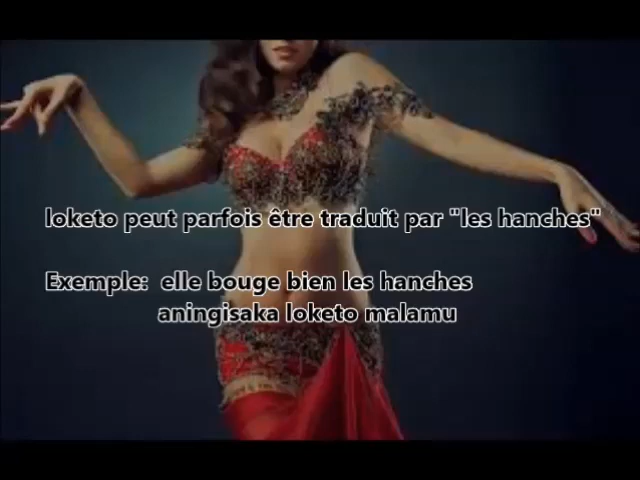 loketo peut parfois être traduit par "les hanches"
Exemple: elle bouge bien les hanches
aningisaka loketo malamu